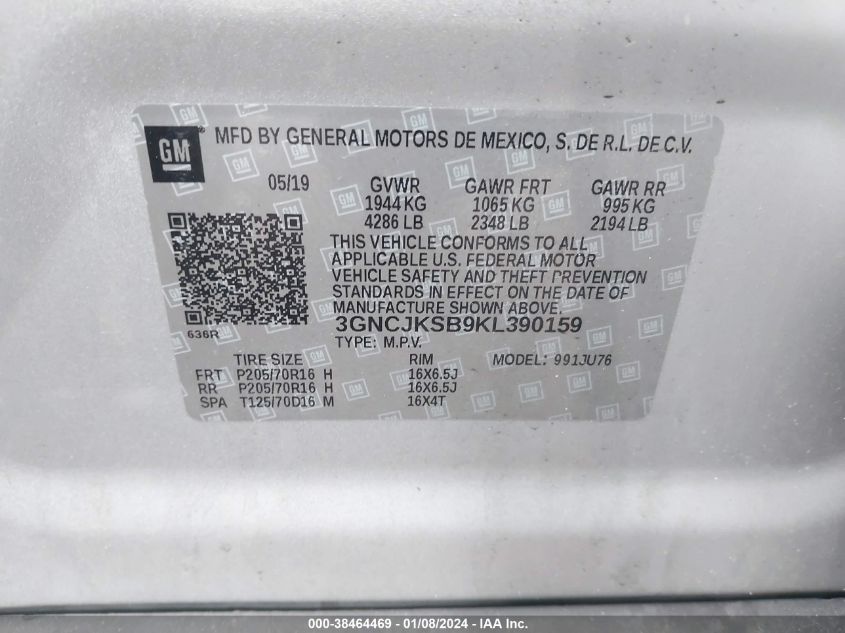 GM ® MFD BY GENERAL MOTORS DE MEXICO, S. DE R.L. DE C.V.
05/19 GVWR GAWR FRT GAWR RR
1944 KG 1065 KG 995 KG
4286 LB 2348 LB 2194 LB
THIS VEHICLE CONFORMS TO ALL
APPLICABLE U.S. FEDERAL MOTOR
VEHICLE SAFETY AND THEFT PREVENTION
STANDARDS IN EFFECT ON THE DATE OF
MANUFACTURE SHOWN ABOVE.
3GNCJKSB9KL390159
636R TYPE: M.P.V.
TIRE SIZE RIM MODEL: 991JU76
FRT P205/70R16 H 16X6.5J
RR P205/70R16 H 16X6.5J
SPA T125/70D16 M 16X4T
000-38464469 - 01/08/2024 - IAA Inc.